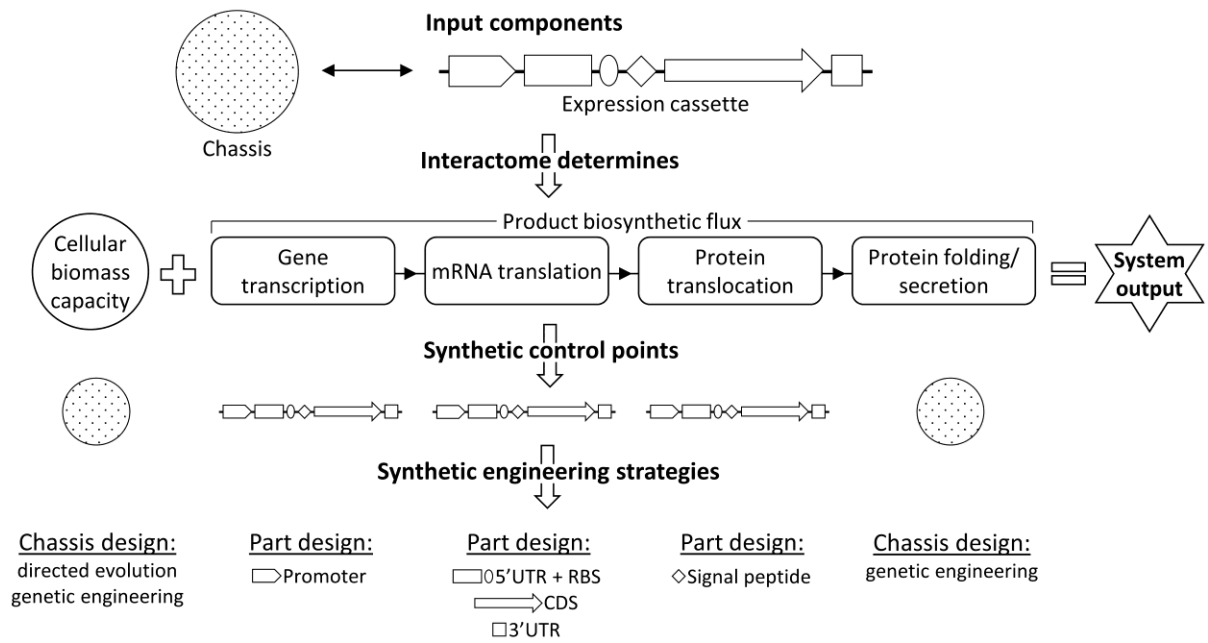 Input components
Expression cassette
Chassis
Interactome determines
Product biosynthetic flux
Cellular
biomass
capacity
Gene
transcription
mRNA translation
Protein
translocation
Protein folding/
secretion
System
output
Synthetic control points
Synthetic engineering strategies
Chassis design:
directed evolution
genetic engineering
Part design:
Promoter
Part design:
5'UTR + RBS
CDS
3'UTR
Part design:
Signal peptide
Chassis design:
genetic engineering